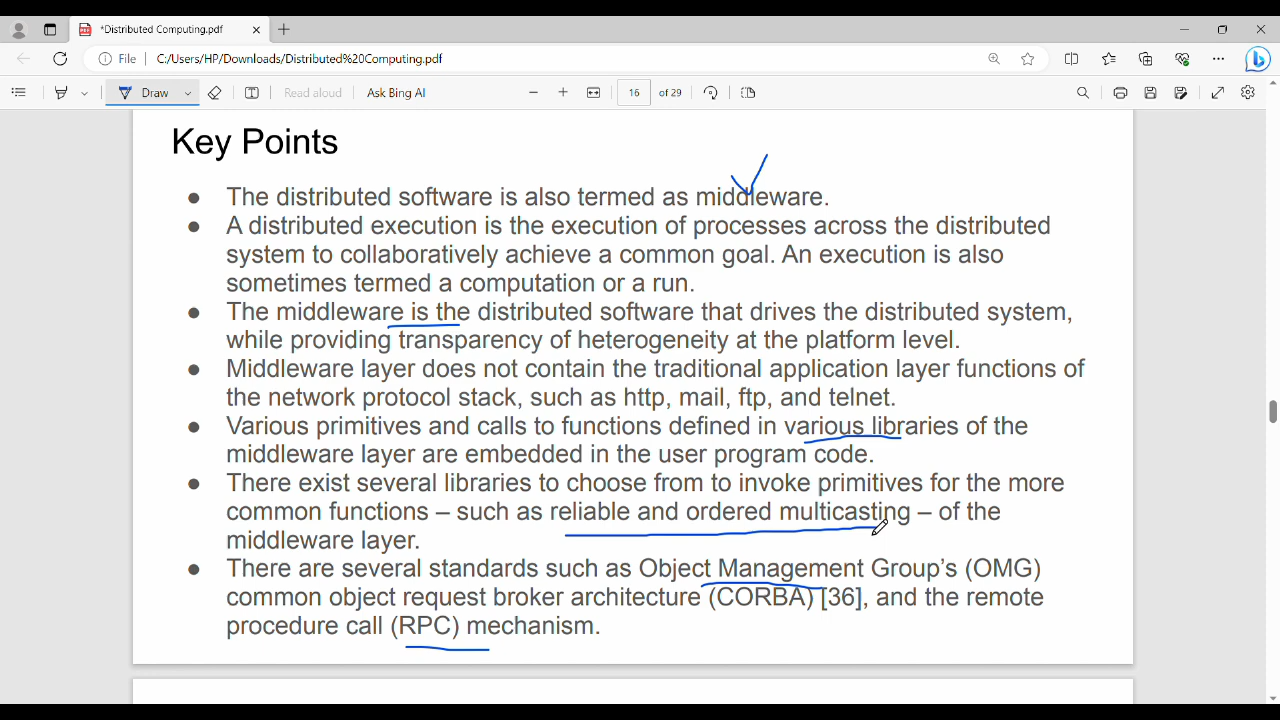 *Distributed Computing.pdf
File
C:/Users/HP/Downloads/Distributed%20Computing.pdf
Draw
Read aloud
Ask Bing AI
16
of 29
Key Points
● The distributed software is also termed as middleware.
● A distributed execution is the execution of processes across the distributed
system to collaboratively achieve a common goal. An execution is also
sometimes termed a computation or a run.
● The middleware is the distributed software that drives the distributed system,
while providing transparency of heterogeneity at the platform level.
● Middleware layer does not contain the traditional application layer functions of
the network protocol stack, such as http, mail, ftp, and telnet.
● Various primitives and calls to functions defined in various libraries of the
middleware layer are embedded in the user program code.
● There exist several libraries to choose from to invoke primitives for the more
common functions – such as reliable and ordered multicasting – of the
middleware layer.
● There are several standards such as Object Management Group's (OMG)
common object request broker architecture (CORBA) [36], and the remote
procedure call (RPC) mechanism.